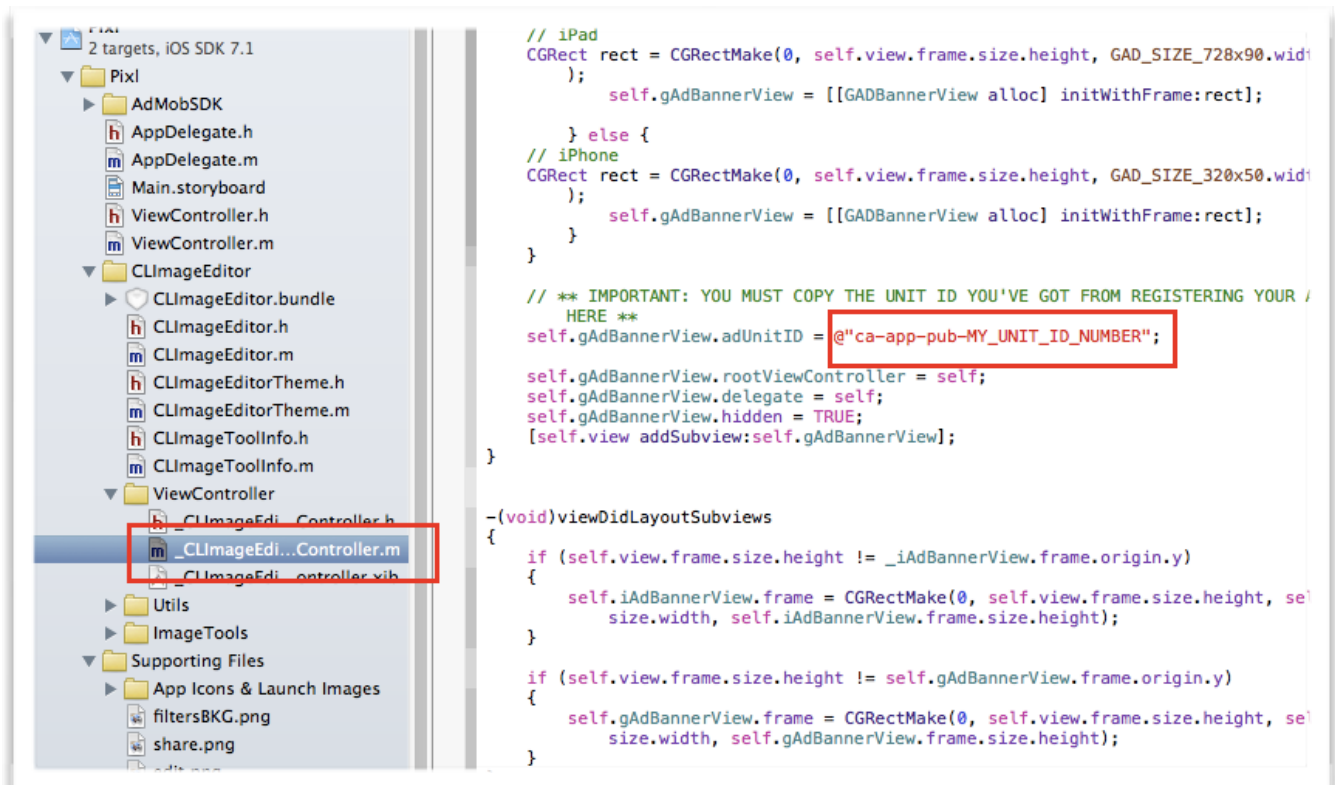 2 targets, iOS SDK 7.1
Pixl
AdMobSDK
AppDelegate.h
AppDelegate.m
Main.storyboard
ViewController.h
ViewController.m
CLImageEditor
CLImageEditor.bundle
CLImageEditor.h
CLImageEditor.m
CLImageEditorTheme.h
CLImageEditorTheme.m
CLImageToolInfo.h
CLImageToolInfo.m
ViewController
_CLImageEdi...Controller.h
_CLImageEdi...Controller.m
_CLImageEdi...ontroller.xib
Utils
ImageTools
Supporting Files
App Icons & Launch Images
filtersBKG.png
share.png
// iPad
CGRect rect = CGRectMake(0, self.view.frame.size.height, GAD_SIZE_728x90.widt
);
self.gAdBannerView = [[GADBannerView alloc] initWithFrame:rect];
} else {
// iPhone
CGRect rect = CGRectMake(0, self.view.frame.size.height, GAD_SIZE_320x50.widt
);
self.gAdBannerView = [[GADBannerView alloc] initWithFrame:rect];
}
}
// ** IMPORTANT: YOU MUST COPY THE UNIT ID YOU'VE GOT FROM REGISTERING YOUR A
HERE **
self.gAdBannerView.adUnitID = @"ca-app-pub-MY_UNIT_ID_NUMBER";
self.gAdBannerView.rootViewController = self;
self.gAdBannerView.delegate = self;
self.gAdBannerView.hidden = TRUE;
[self.view addSubview:self.gAdBannerView];
}
-(void)viewDidLayoutSubviews
{
if (self.view.frame.size.height != _iAdBannerView.frame.origin.y)
{
self.iAdBannerView.frame = CGRectMake(0, self.view.frame.size.height, sel
size.width, self.iAdBannerView.frame.size.height);
}
if (self.view.frame.size.height != self.gAdBannerView.frame.origin.y)
{
self.gAdBannerView.frame = CGRectMake(0, self.view.frame.size.height, sel
size.width, self.gAdBannerView.frame.size.height);
}